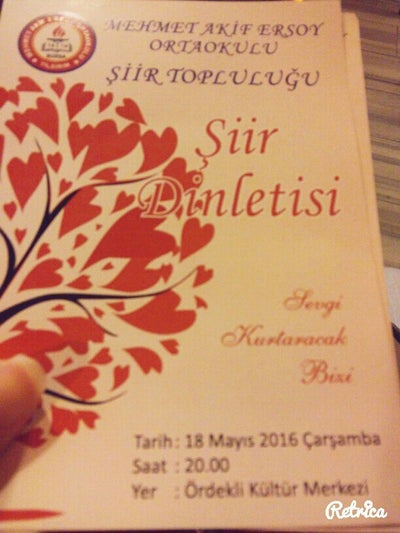 MEHMET AKİF ERSOY
ORTAOKULU
ŞİİR TOPLULUĞU
Şiir
Dinletisi
Sevgi
Kurtaracak
Bizi
Tarih : 18 Mayıs 2016 Çarşamba
Saat : 20.00
Yer : Ördekli Kültür Merkezi
Retrica